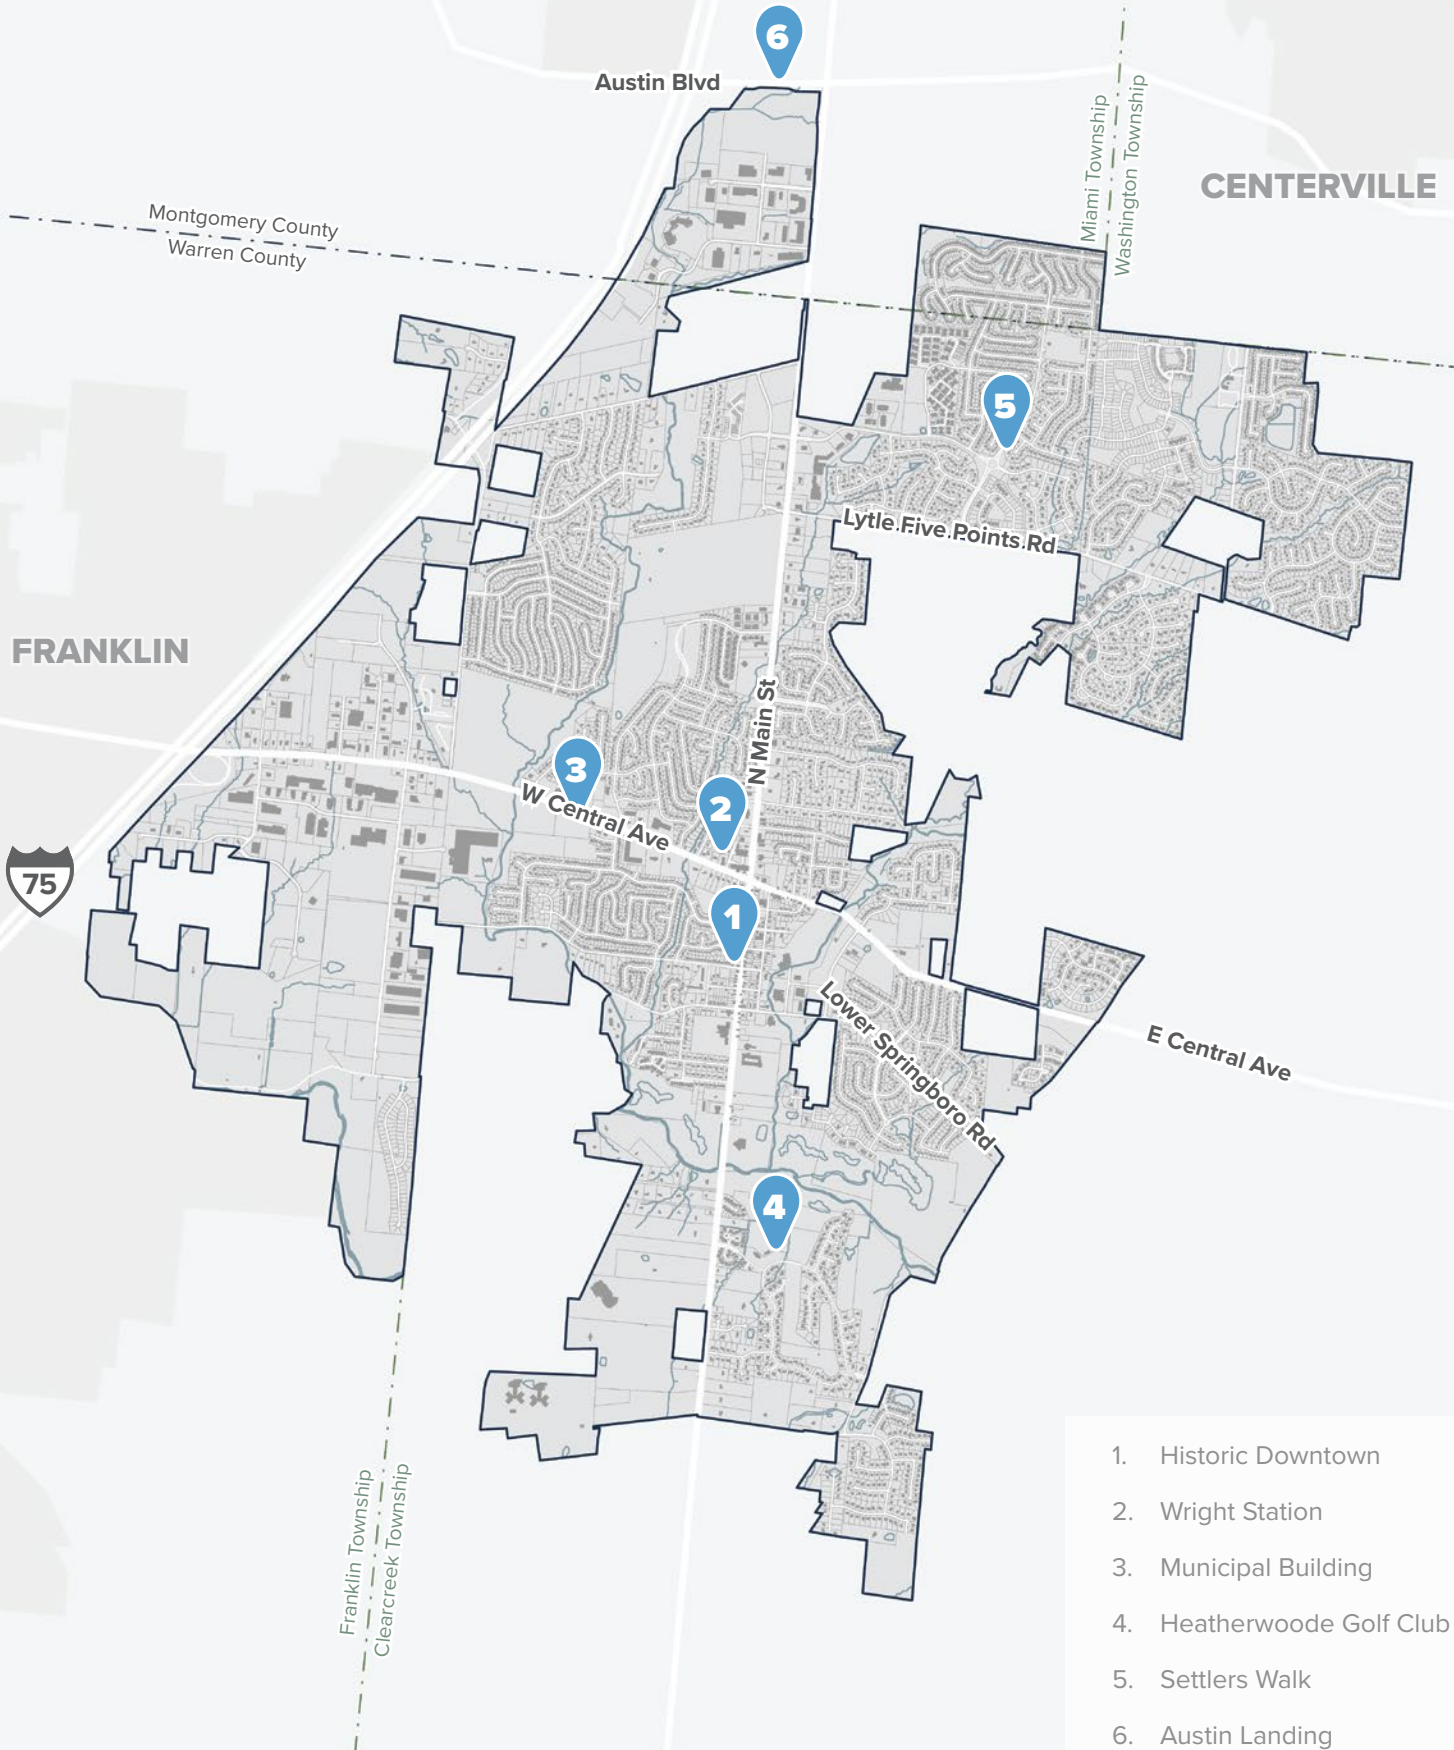 6
Austin Blvd
Miami Township
Washington Township
CENTERVILLE
Montgomery County
Warren County
5
Lytle Five Points Rd
FRANKLIN
N Main St
3
W Central Ave
2
75
1
Lower Springboro Rd
E Central Ave
4
Franklin Township
Clearcreek Township
1. Historic Downtown
2. Wright Station
3. Municipal Building
4. Heatherwoode Golf Club
5. Settlers Walk
6. Austin Landing